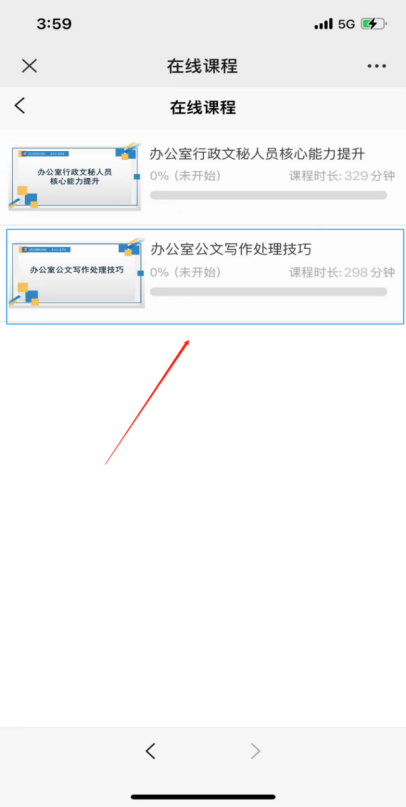 3:59
5G
在线课程
在线课程
办公室行政文秘人员
核心能力提升
办公室行政文秘人员核心能力提升
0% (未开始)
课程时长: 329 分钟
办公室公文写作处理技巧
办公室公文写作处理技巧
0% (未开始)
课程时长: 298 分钟